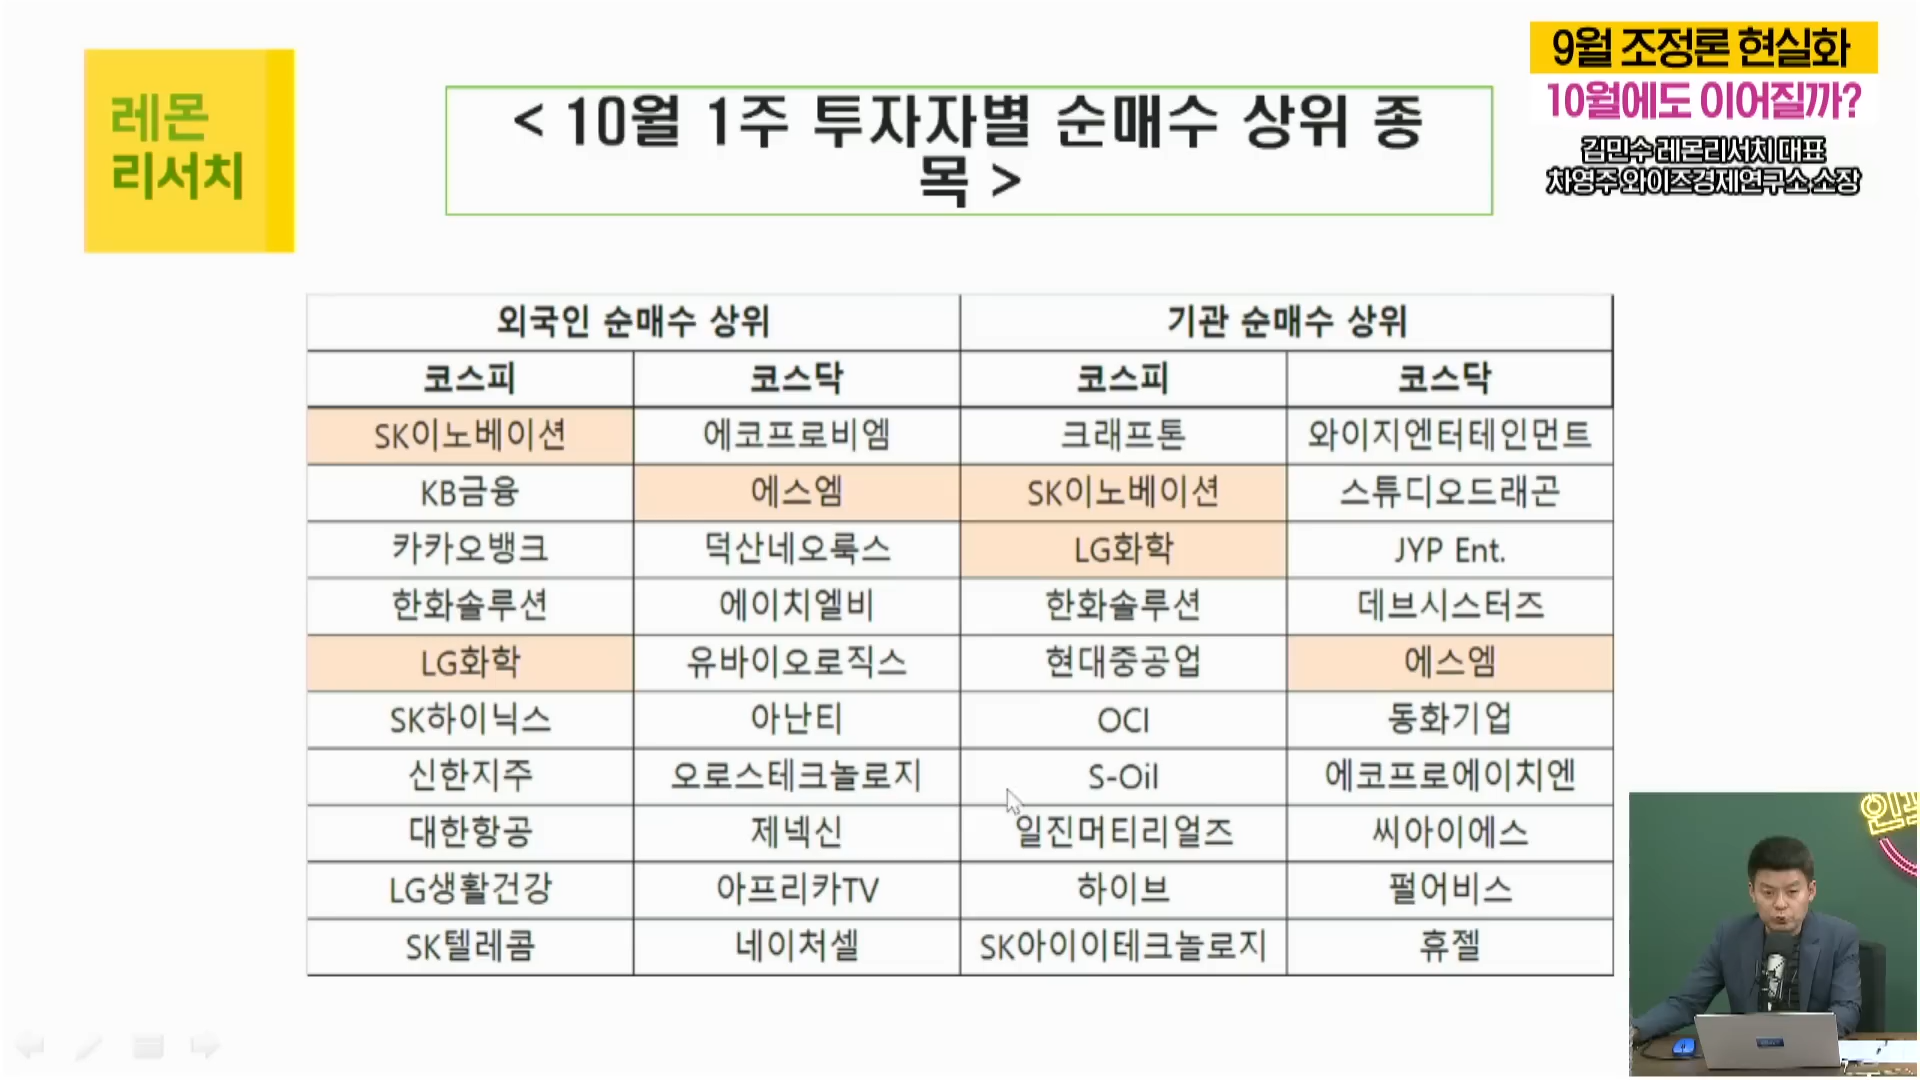 레몬
리서치
< 10월 1주 투자자별 순매수 상위 종
목 >
9월 조정론 현실화
10월에도 이어질까?
김민수 레몬리서치 대표
차영주 와이즈경제연구소 소장
외국인 순매수 상위 기관 순매수 상위
코스피 코스닥 코스피 코스닥
SK이노베이션 에코프로비엠 크래프톤 와이지엔터테인먼트
KB금융 에스엠 SK이노베이션 스튜디오드래곤
카카오뱅크 덕산네오룩스 LG화학 JYP Ent.
한화솔루션 에이치엘비 한화솔루션 데브시스터즈
LG화학 유바이오로직스 현대중공업 에스엠
SK하이닉스 아난티 OCI 동화기업
신한지주 오로스테크놀로지 S-Oil 에코프로에이치엔
대한항공 제넥신 일진머티리얼즈 씨아이에스
LG생활건강 아프리카TV 하이브 펄어비스
SK텔레콤 네이처셀 SK아이이테크놀로지 휴젤